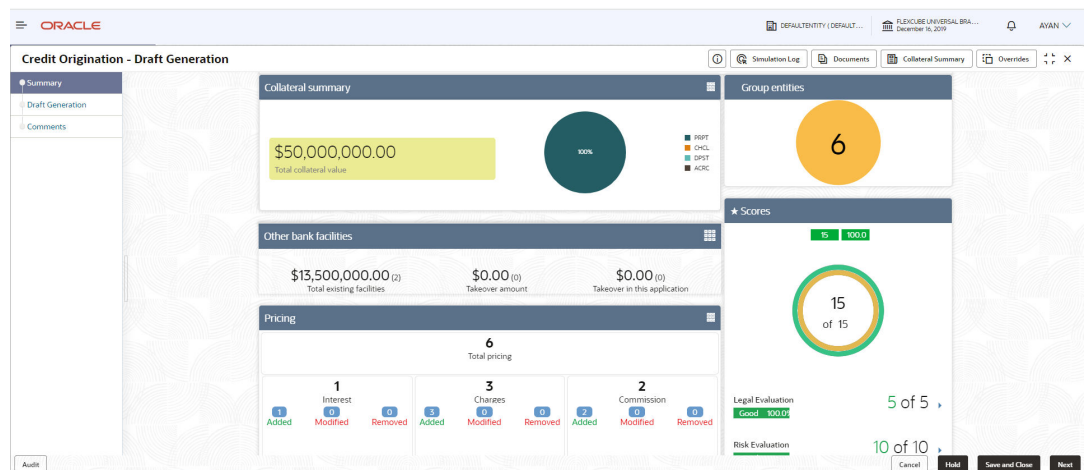 ORACLE
DEFAULTENTITY ( DEFAULT...
FLEXCUBE UNIVERSAL BRA...
December 16, 2019
AYAN
Credit Origination - Draft Generation
Simulation Log
Documents
Collateral Summary
Overrides
Summary
Draft Generation
Comments
Collateral summary
$50,000,000.00
Total collateral value
100%
PRPT
CHCL
DPST
ACRC
Group entities
6
Other bank facilities
$13,500,000.00 (2)
Total existing facilities
$0.00 (0)
Takeover amount
$0.00 (0)
Takeover in this application
Pricing
6
Total pricing
1
Interest
1 0 0
Added Modified Removed
3
Charges
3 0 0
Added Modified Removed
2
Commission
2 0 0
Added Modified Removed
★ Scores
15 100.0
15
of 15
Legal Evaluation
Good 100.0%
5 of 5
Risk Evaluation
10 of 10
Audit
Cancel
Hold
Save and Close
Next